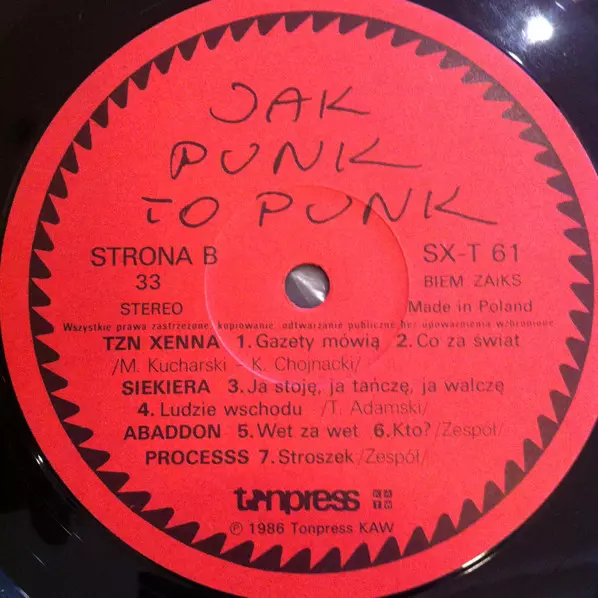 JAK
PUNK
TO PUNK
STRONA B
33
STEREO
SX-T 61
BIEM ZAiKS
Made in Poland
Wszystkie prawa zastrzeżone, kopiowanie, odtwarzanie publiczne bez upoważnienia wzbronione
TZN XENNA 1. Gazety mówią 2. Co za świat
/M. Kucharski - K. Chojnacki/
SIEKIERA 3. Ja stoję, ja tańczę, ja walczę
4. Ludzie wschodu /T. Adamski/
ABADDON 5. Wet za wet 6. Kto? /Zespół/
PROCESSS 7. Stroszek /Zespół/
tonpress KAW
℗ 1986 Tonpress KAW